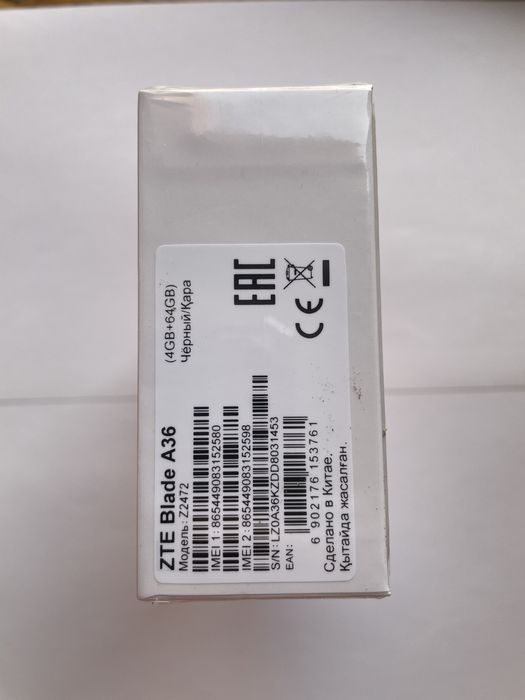 ZTE Blade A36
(4GB+64GB)
Модель: Z2472
Чёрный/Қара
IMEI 1: 865449083152580
IMEI 2: 865449083152598
S/N: LZ0A36KZDD8031453
EAN:
6 902176 153761
Сделано в Китае.
Қытайда жасалған.
EAC
CE